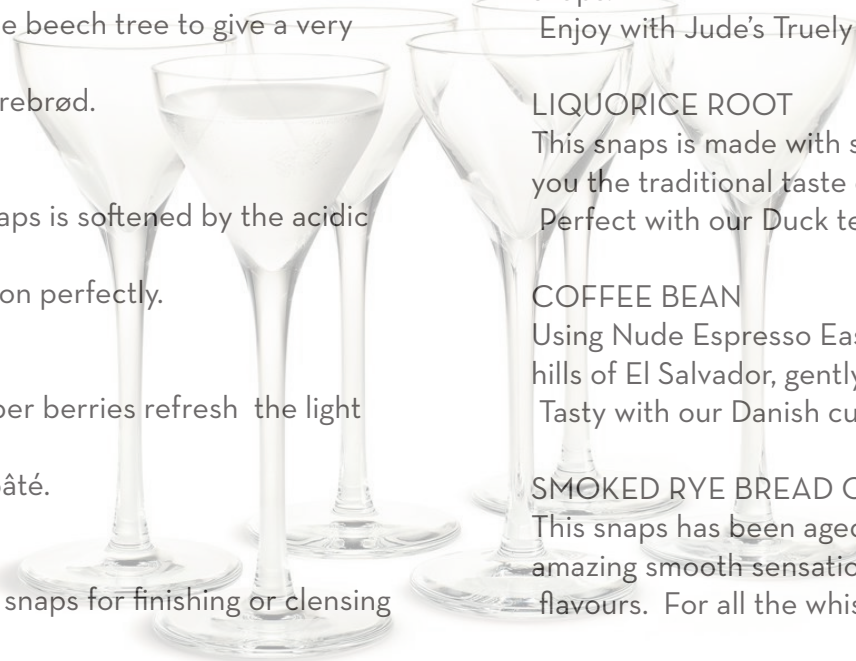 e beech tree to give a very
rebrød.
aps is softened by the acidic
on perfectly.
per berries refresh the light
pâté.
snaps for finishing or clensing
Enjoy with Jude's Truely
LIQUORICE ROOT
This snaps is made with s
you the traditional taste
Perfect with our Duck te
COFFEE BEAN
Using Nude Espresso Eas
hills of El Salvador, gently
Tasty with our Danish cu
SMOKED RYE BREAD
This snaps has been aged
amazing smooth sensatio
flavours. For all the whis